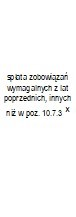 spłata zobowiązań
wymagalnych z lat
poprzednich, innych
niż w poz. 10.7.3 x